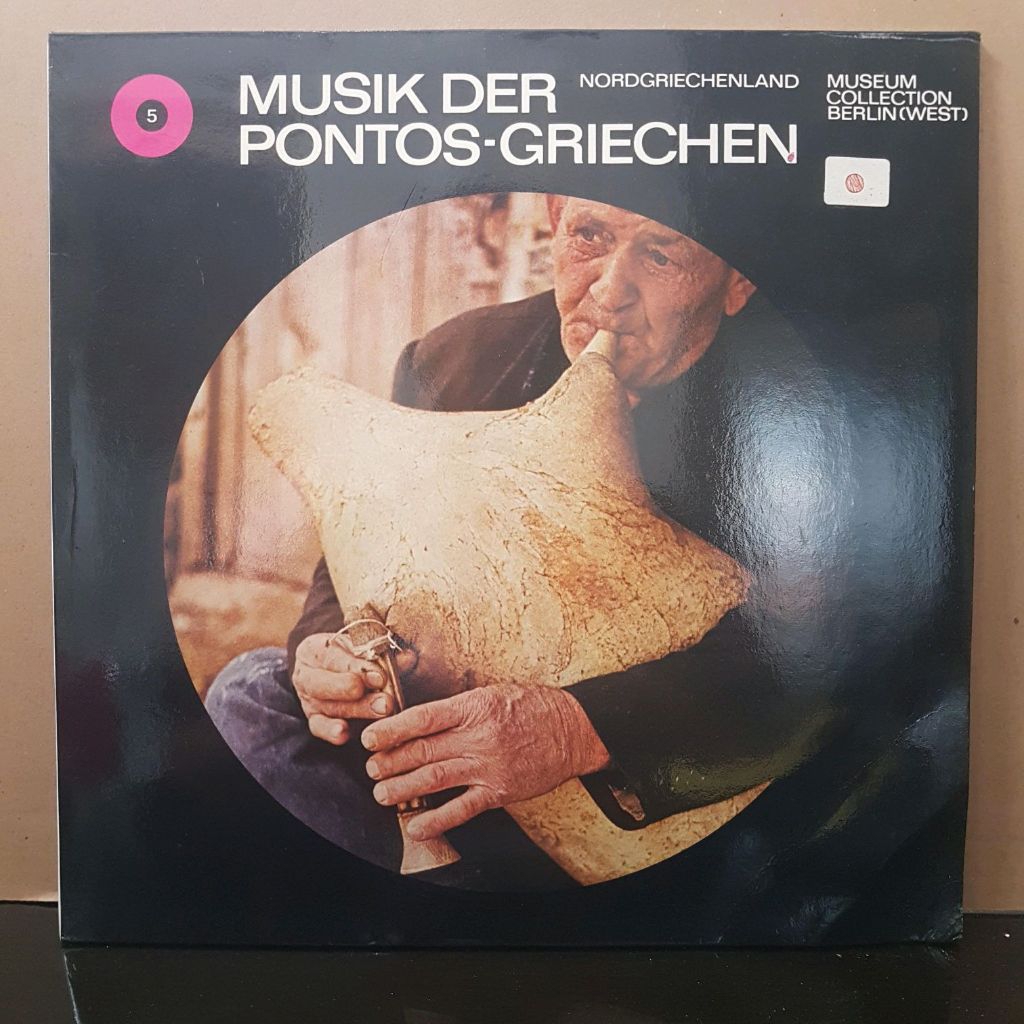 5
MUSIK DER
PONTOS-GRIECHEN
NORDGRIECHENLAND
MUSEUM
COLLECTION
BERLIN(WEST)